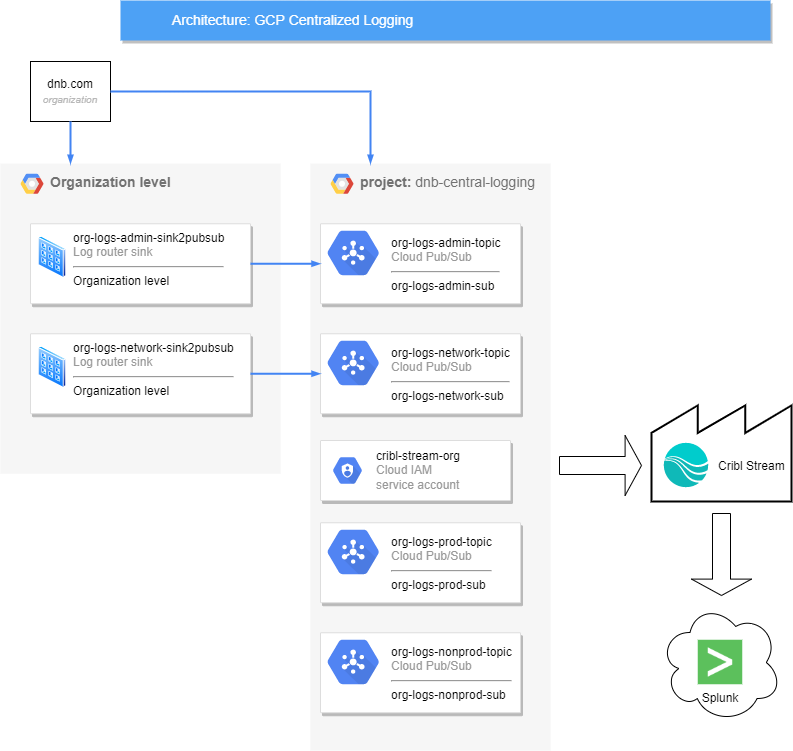 Architecture: GCP Centralized Logging
dnb.com
organization
Organization level
org-logs-admin-sink2pubsub
Log router sink
Organization level
org-logs-network-sink2pubsub
Log router sink
Organization level
project: dnb-central-logging
org-logs-admin-topic
Cloud Pub/Sub
org-logs-admin-sub
org-logs-network-topic
Cloud Pub/Sub
org-logs-network-sub
cribl-stream-org
Cloud IAM
service account
org-logs-prod-topic
Cloud Pub/Sub
org-logs-prod-sub
org-logs-nonprod-topic
Cloud Pub/Sub
org-logs-nonprod-sub
Cribl Stream
Splunk